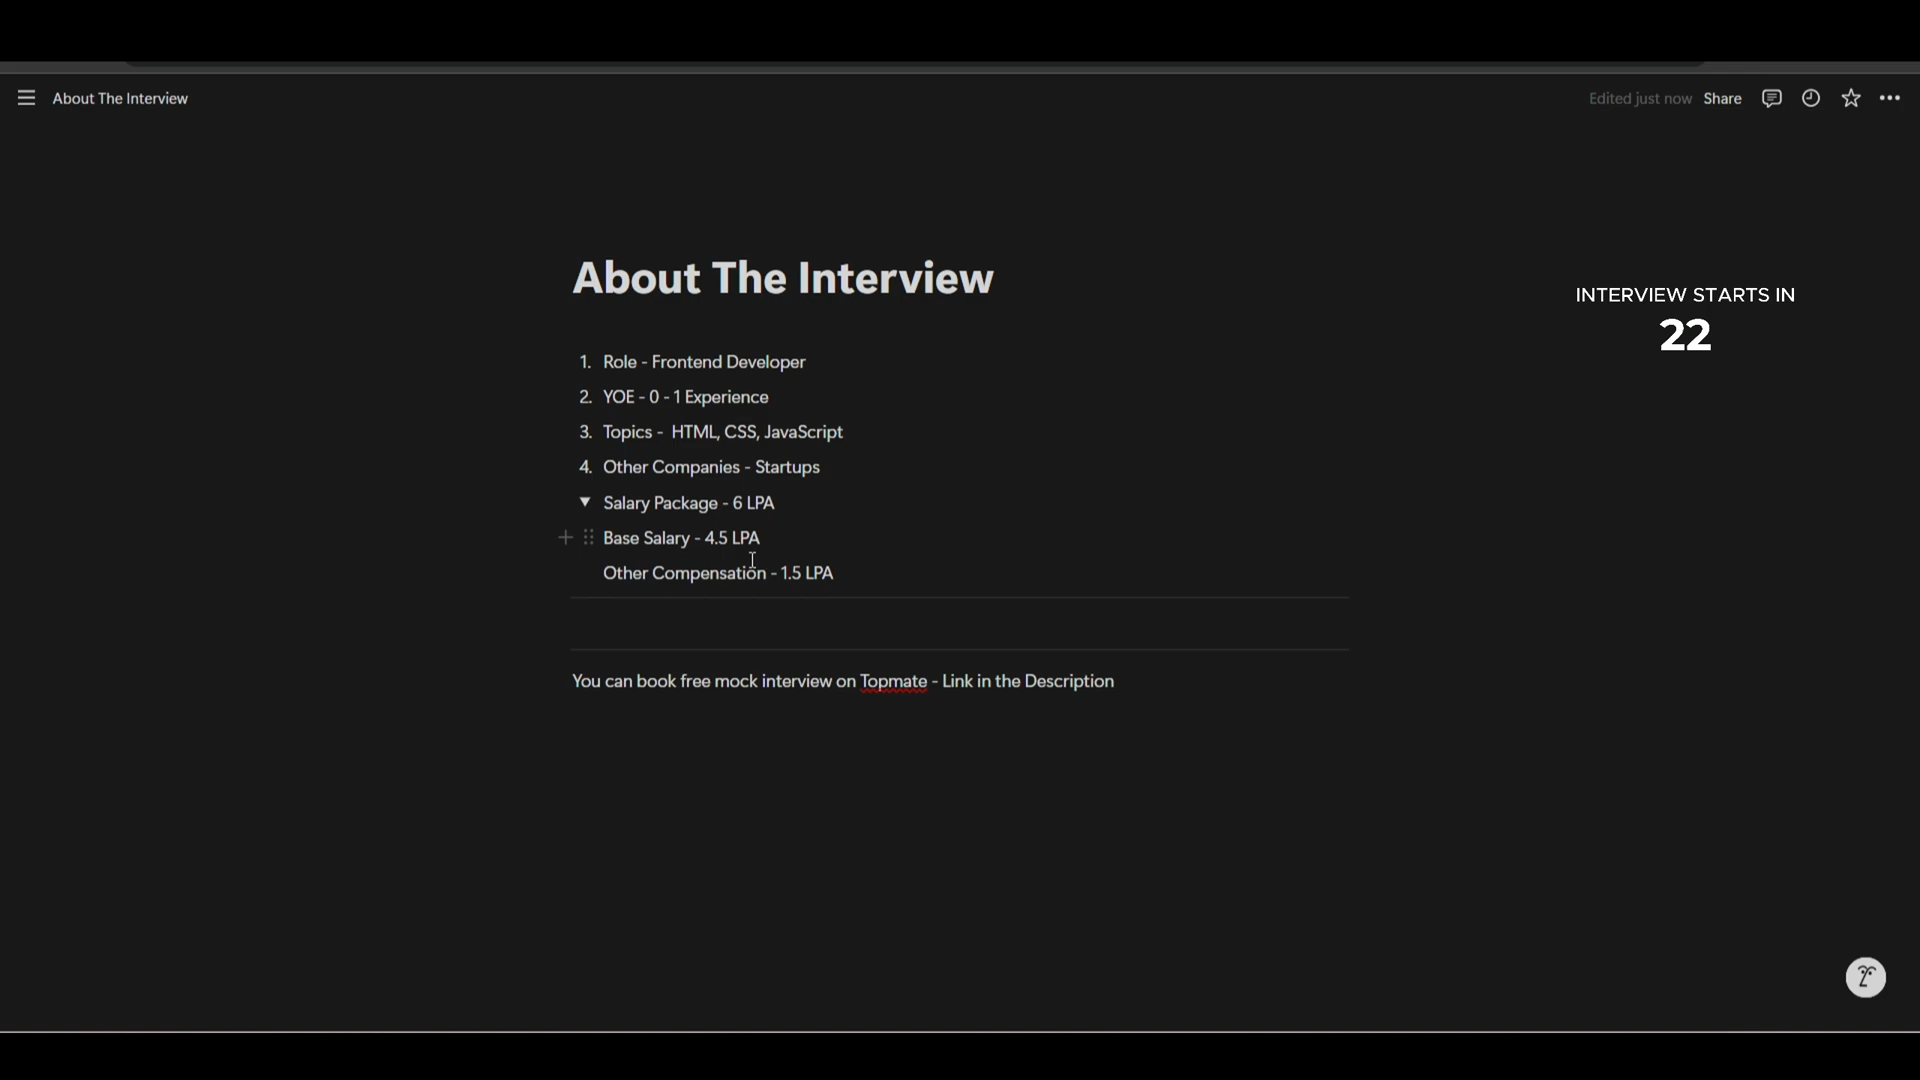 About The Interview
Edited just now Share
About The Interview
INTERVIEW STARTS IN
22
1. Role - Frontend Developer
2. YOE - 0 - 1 Experience
3. Topics - HTML, CSS, JavaScript
4. Other Companies - Startups
Salary Package - 6 LPA
Base Salary - 4.5 LPA
Other Compensation - 1.5 LPA
You can book free mock interview on Topmate - Link in the Description